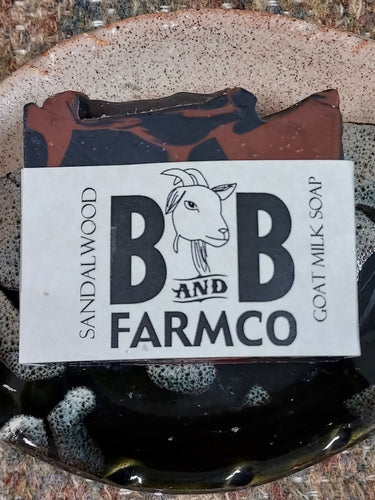 SANDALWOOD
B AND B
FARMCO
GOAT MILK SOAP